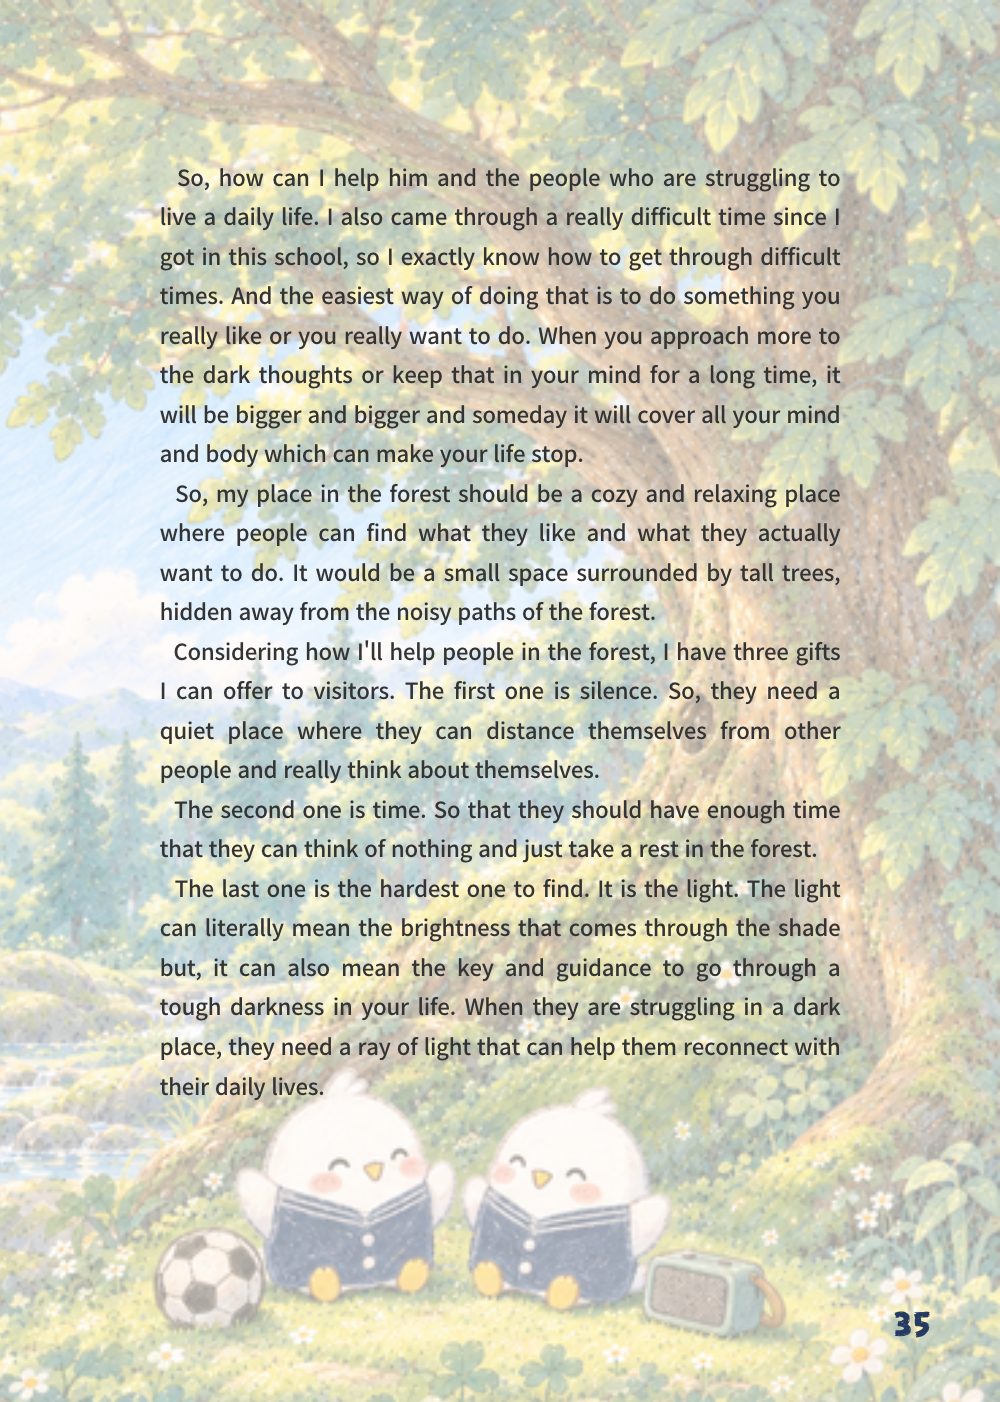 So, how can I help him and the people who are struggling to
live a daily life. I also came through a really difficult time since I
got in this school, so I exactly know how to get through difficult
times. And the easiest way of doing that is to do something you
really like or you really want to do. When you approach more to
the dark thoughts or keep that in your mind for a long time, it
will be bigger and bigger and someday it will cover all your mind
and body which can make your life stop.
So, my place in the forest should be a cozy and relaxing place
where people can find what they like and what they actually
want to do. It would be a small space surrounded by tall trees,
hidden away from the noisy paths of the forest.
Considering how I'll help people in the forest, I have three gifts
I can offer to visitors. The first one is silence. So, they need a
quiet place where they can distance themselves from other
people and really think about themselves.
The second one is time. So that they should have enough time
that they can think of nothing and just take a rest in the forest.
The last one is the hardest one to find. It is the light. The light
can literally mean the brightness that comes through the shade
but, it can also mean the key and guidance to go through a
tough darkness in your life. When they are struggling in a dark
place, they need a ray of light that can help them reconnect with
their daily lives.
35